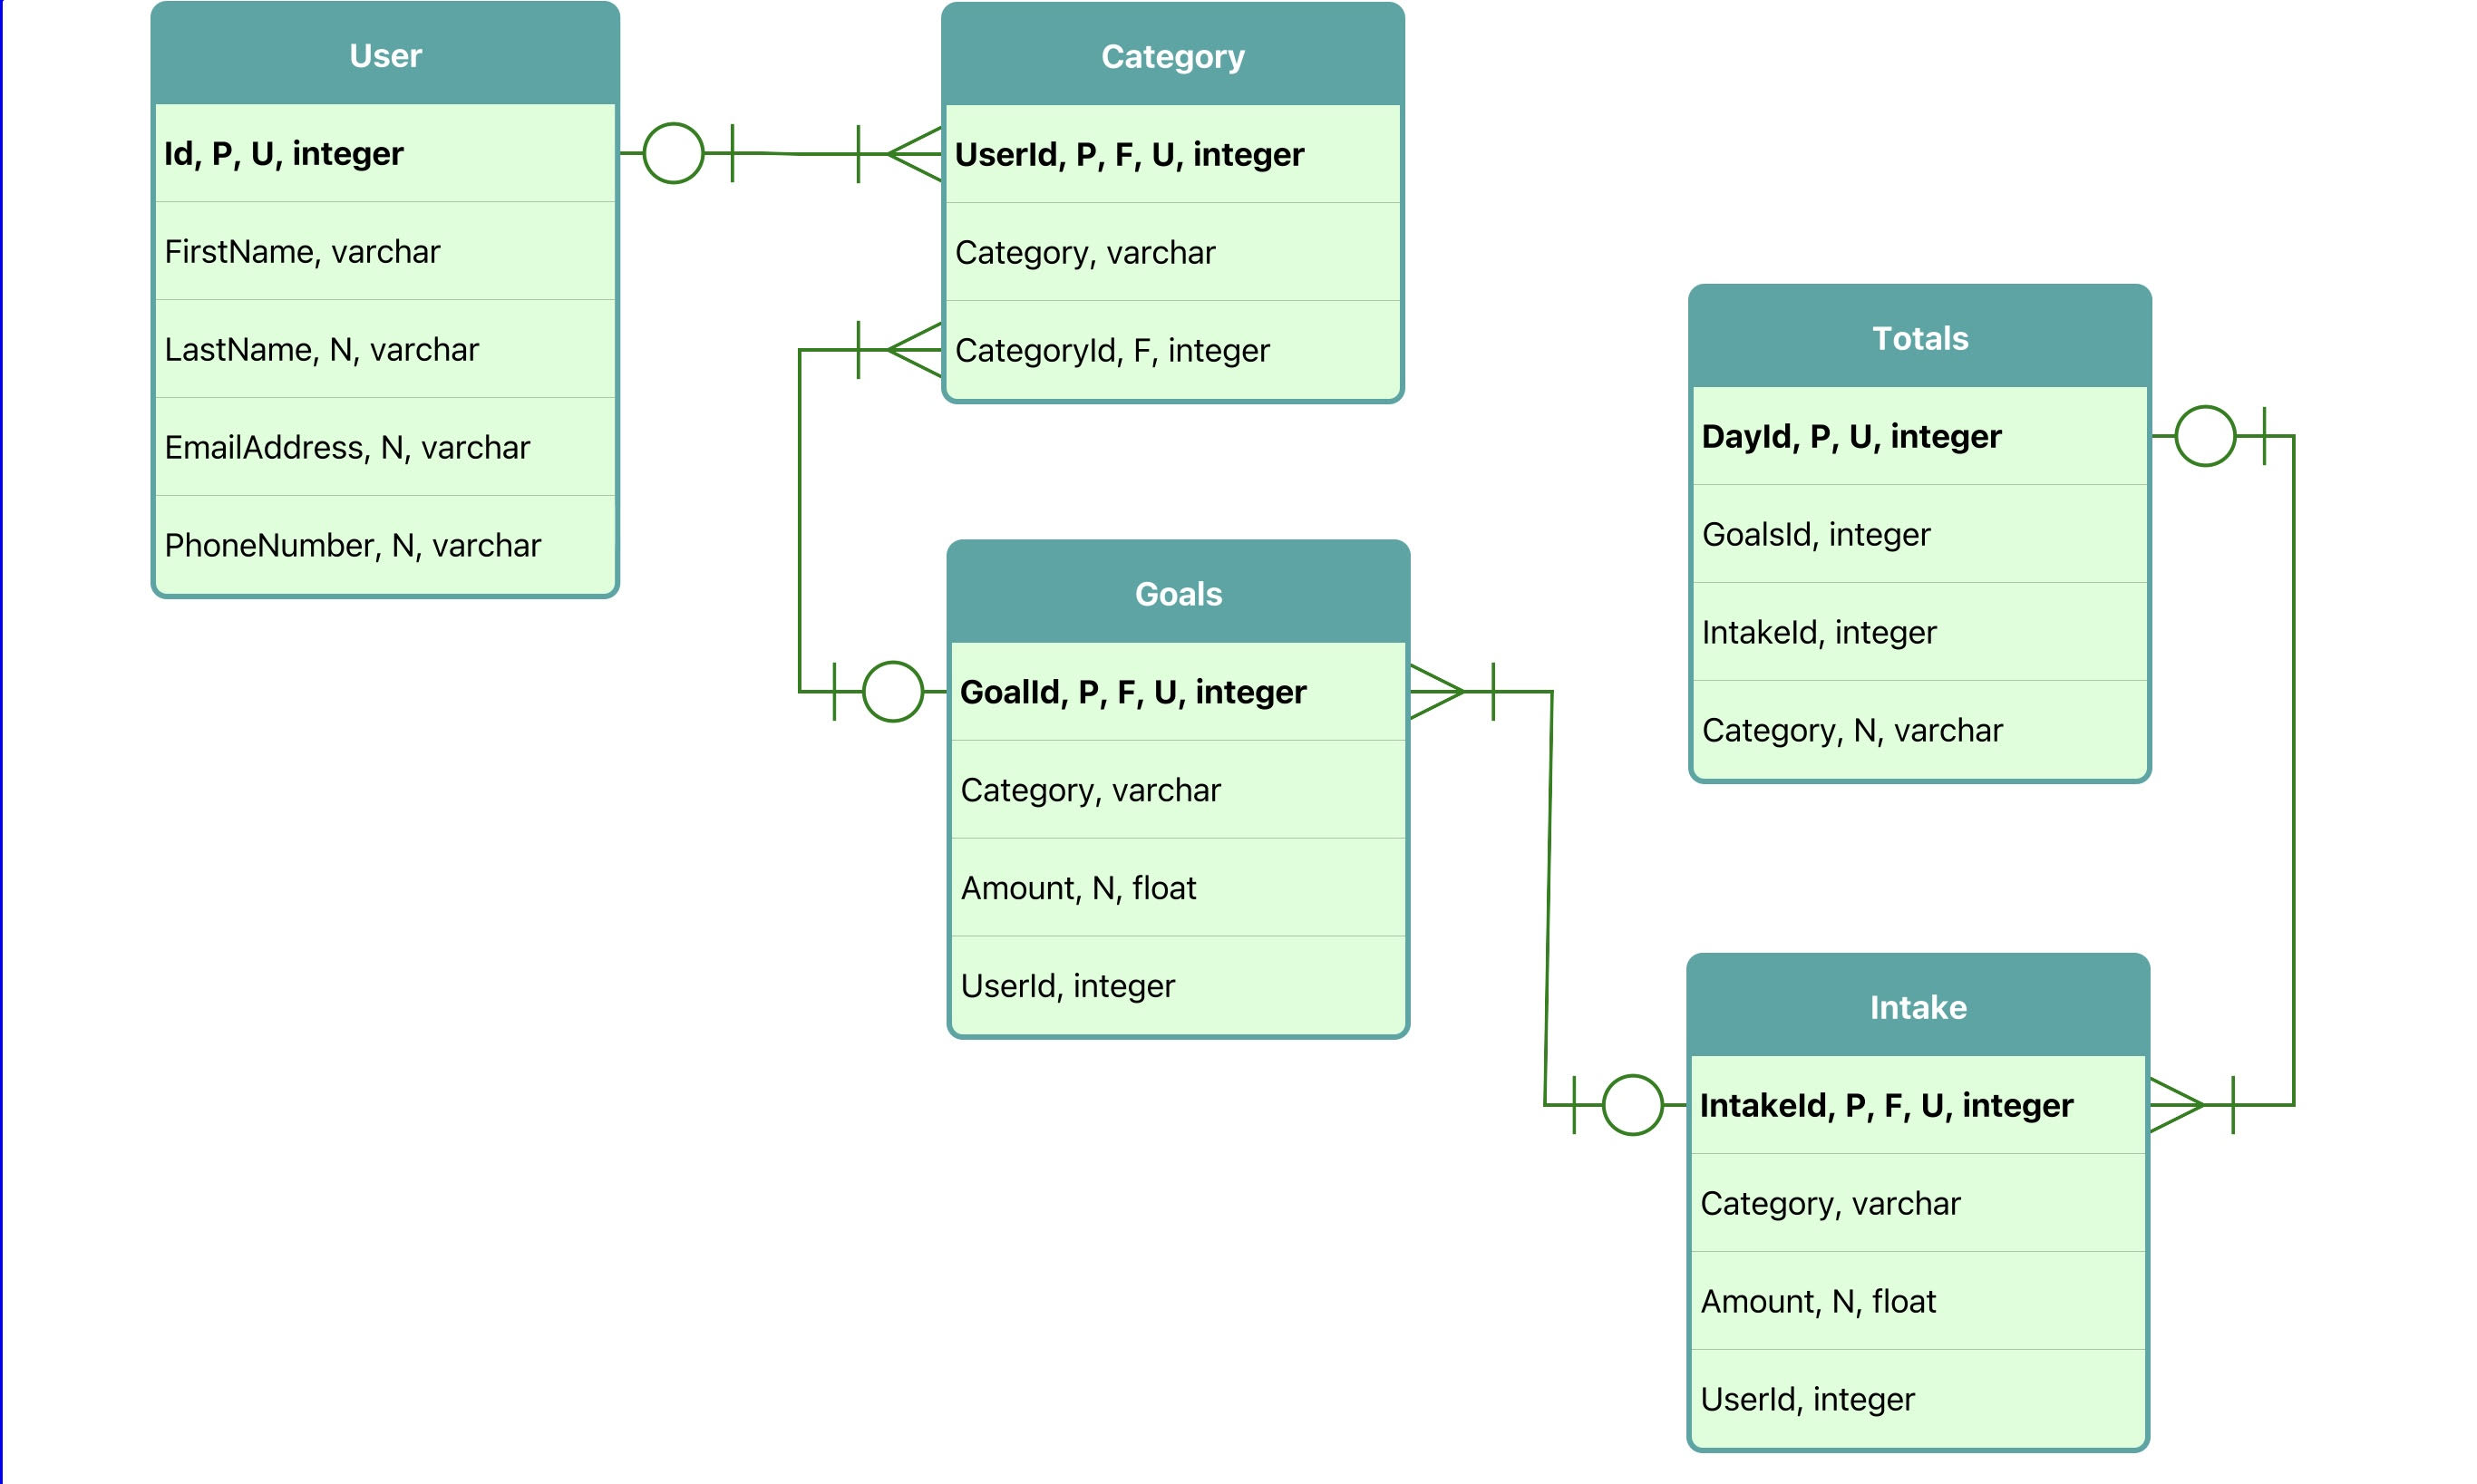 User
Id, P, U, integer
FirstName, varchar
LastName, N, varchar
EmailAddress, N, varchar
PhoneNumber, N, varchar
Category
UserId, P, F, U, integer
Category, varchar
CategoryId, F, integer
Goals
GoalId, P, F, U, integer
Category, varchar
Amount, N, float
UserId, integer
Totals
DayId, P, U, integer
GoalsId, integer
IntakeId, integer
Category, N, varchar
Intake
IntakeId, P, F, U, integer
Category, varchar
Amount, N, float
UserId, integer